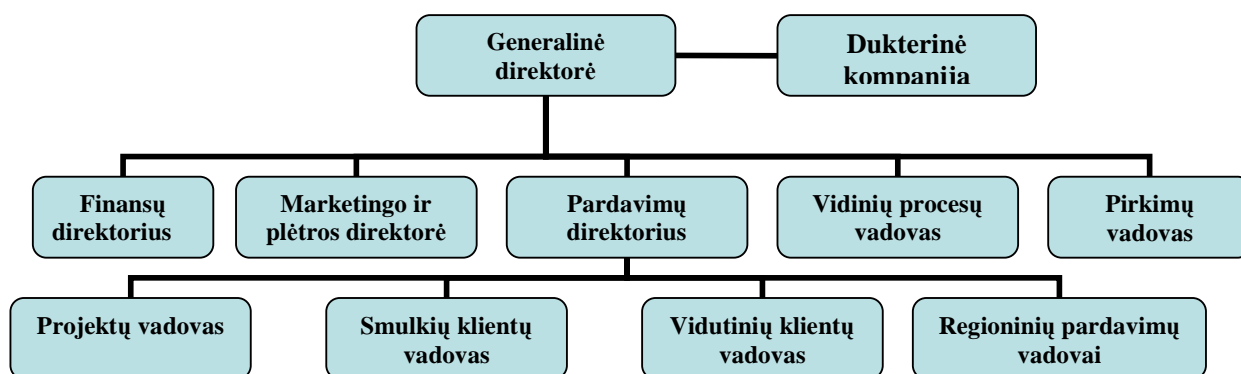 Generalinė
direktorė
Dukterinė
kompanija
Finansų
direktorius
Marketingo ir
plėtros direktorė
Pardavimų
direktorius
Vidinių procesų
vadovas
Pirkimų
vadovas
Projektų vadovas
Smulkių klientų
vadovas
Vidutinių klientų
vadovas
Regioninių pardavimų
vadovai